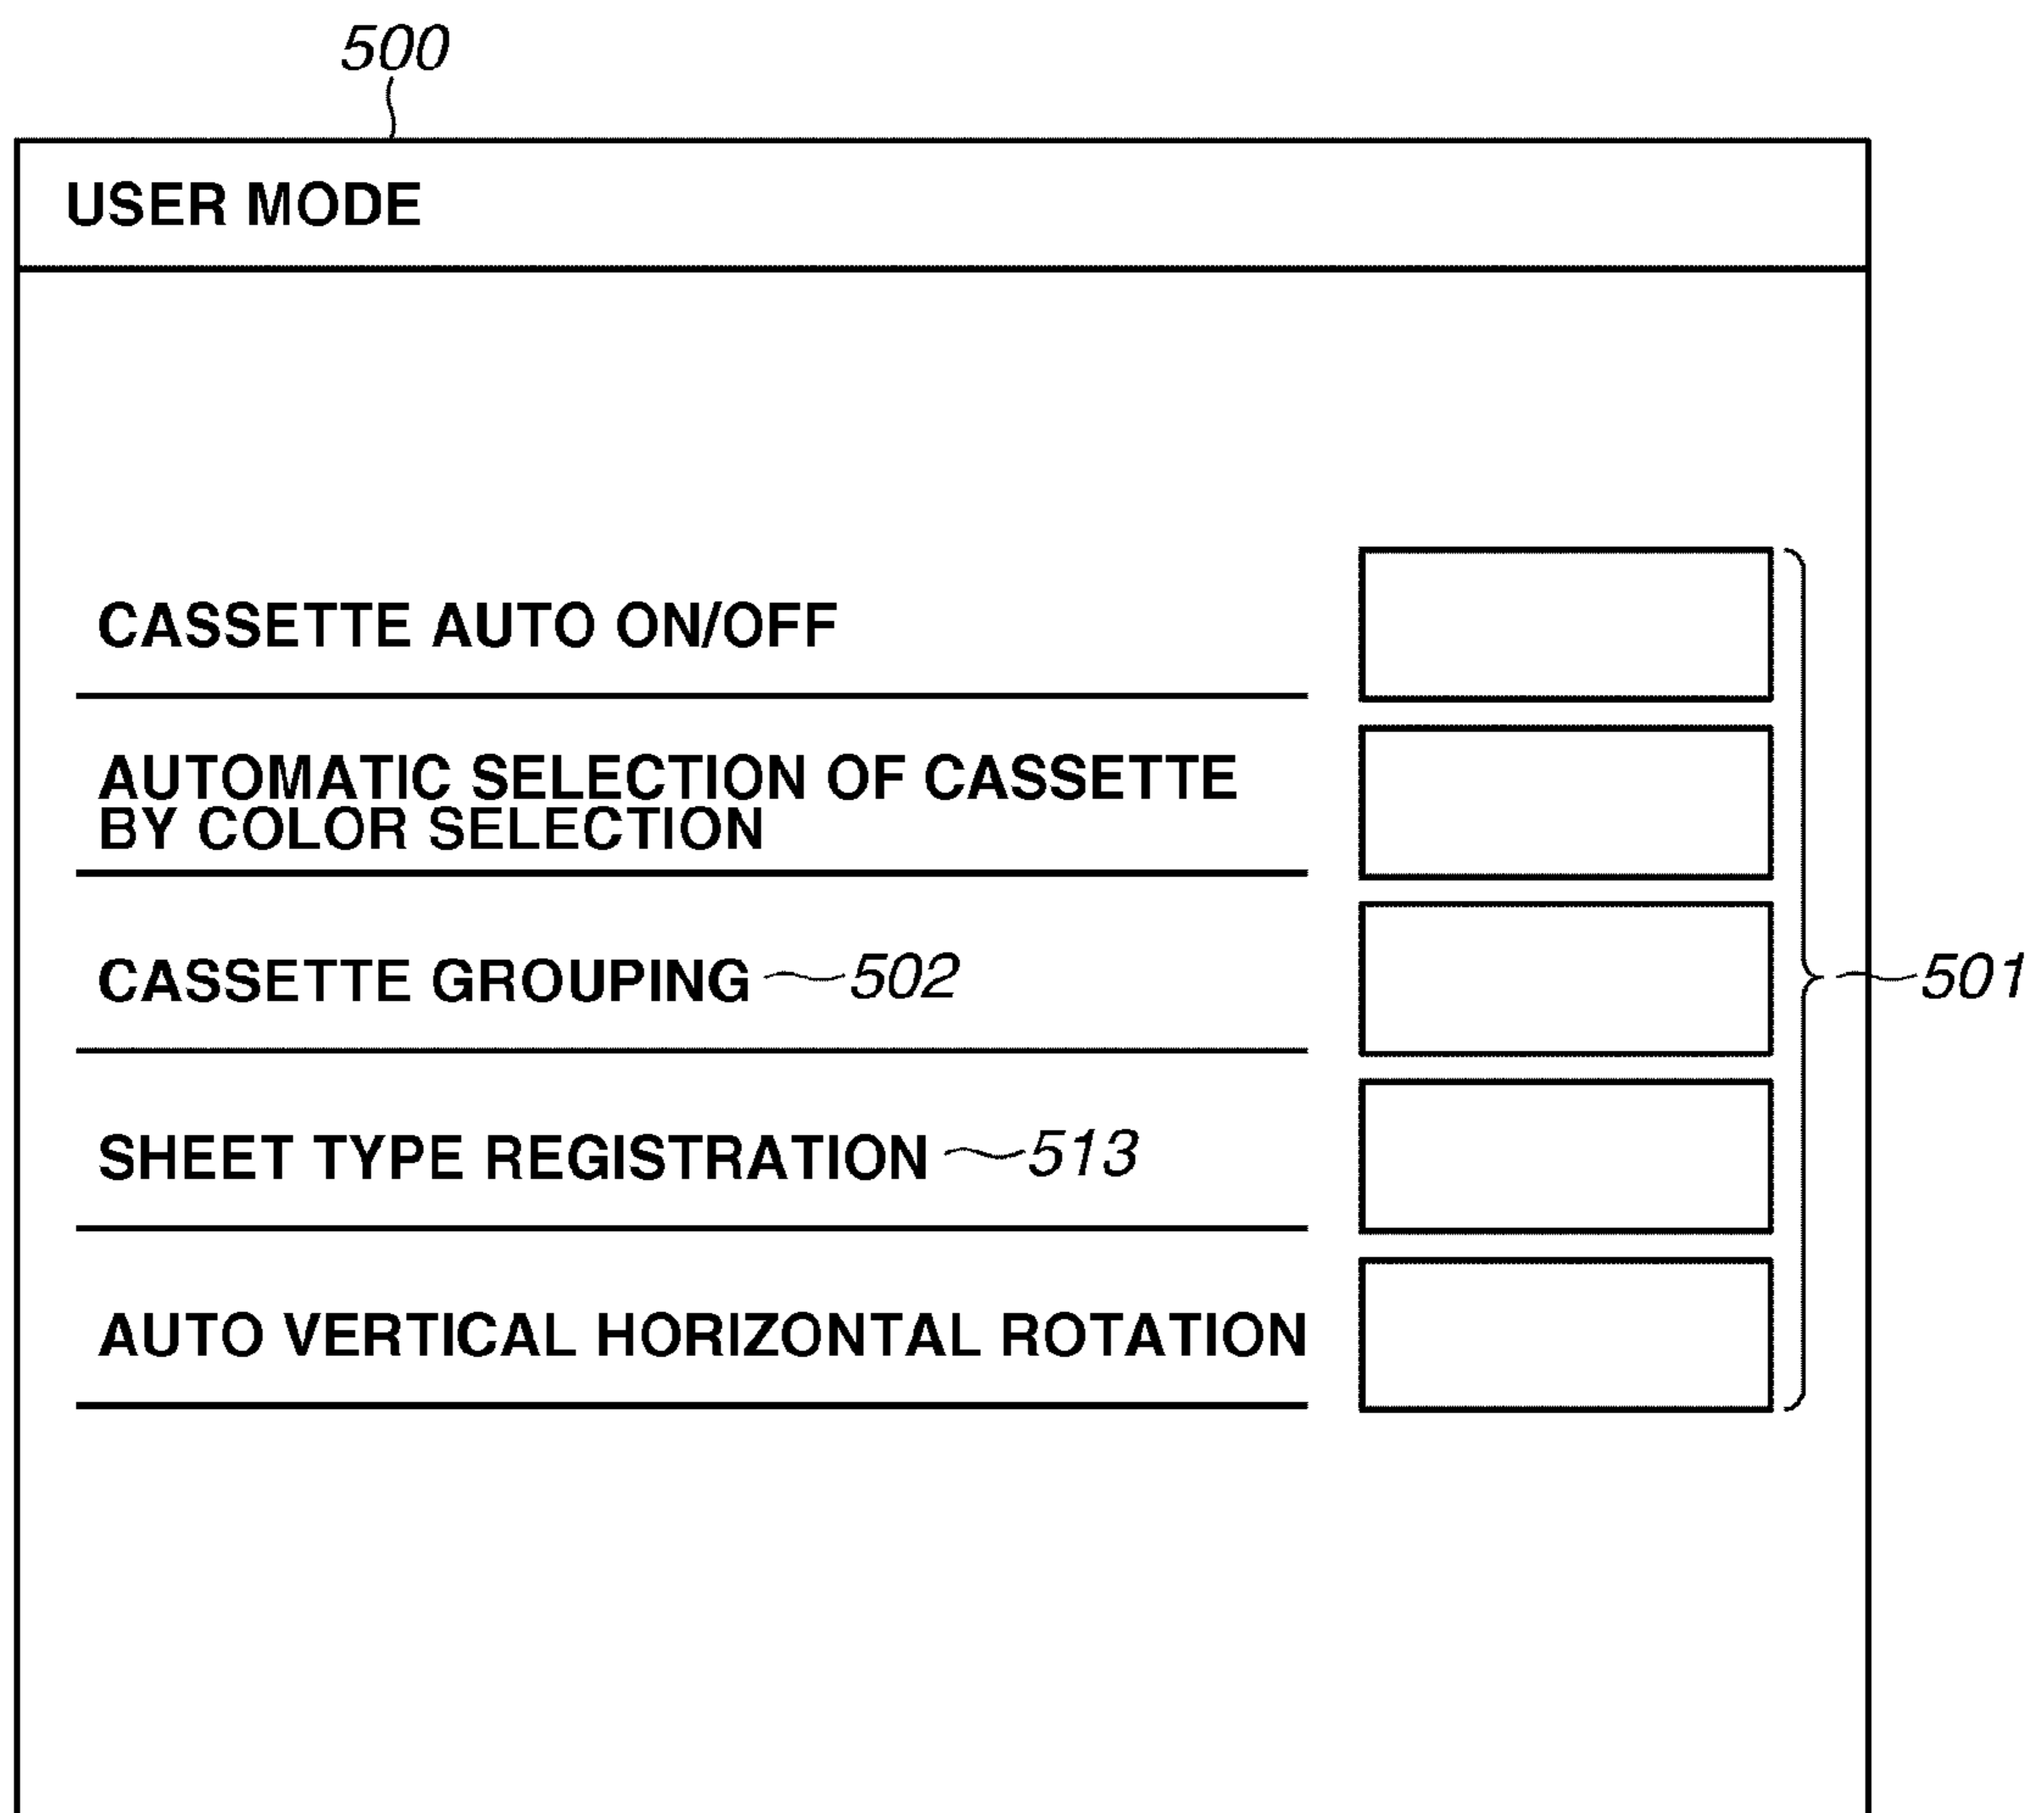 500
USER MODE
CASSETTE AUTO ON/OFF
AUTOMATIC SELECTION OF CASSETTE
BY COLOR SELECTION
CASSETTE GROUPING 502
501
SHEET TYPE REGISTRATION 513
AUTO VERTICAL HORIZONTAL ROTATION